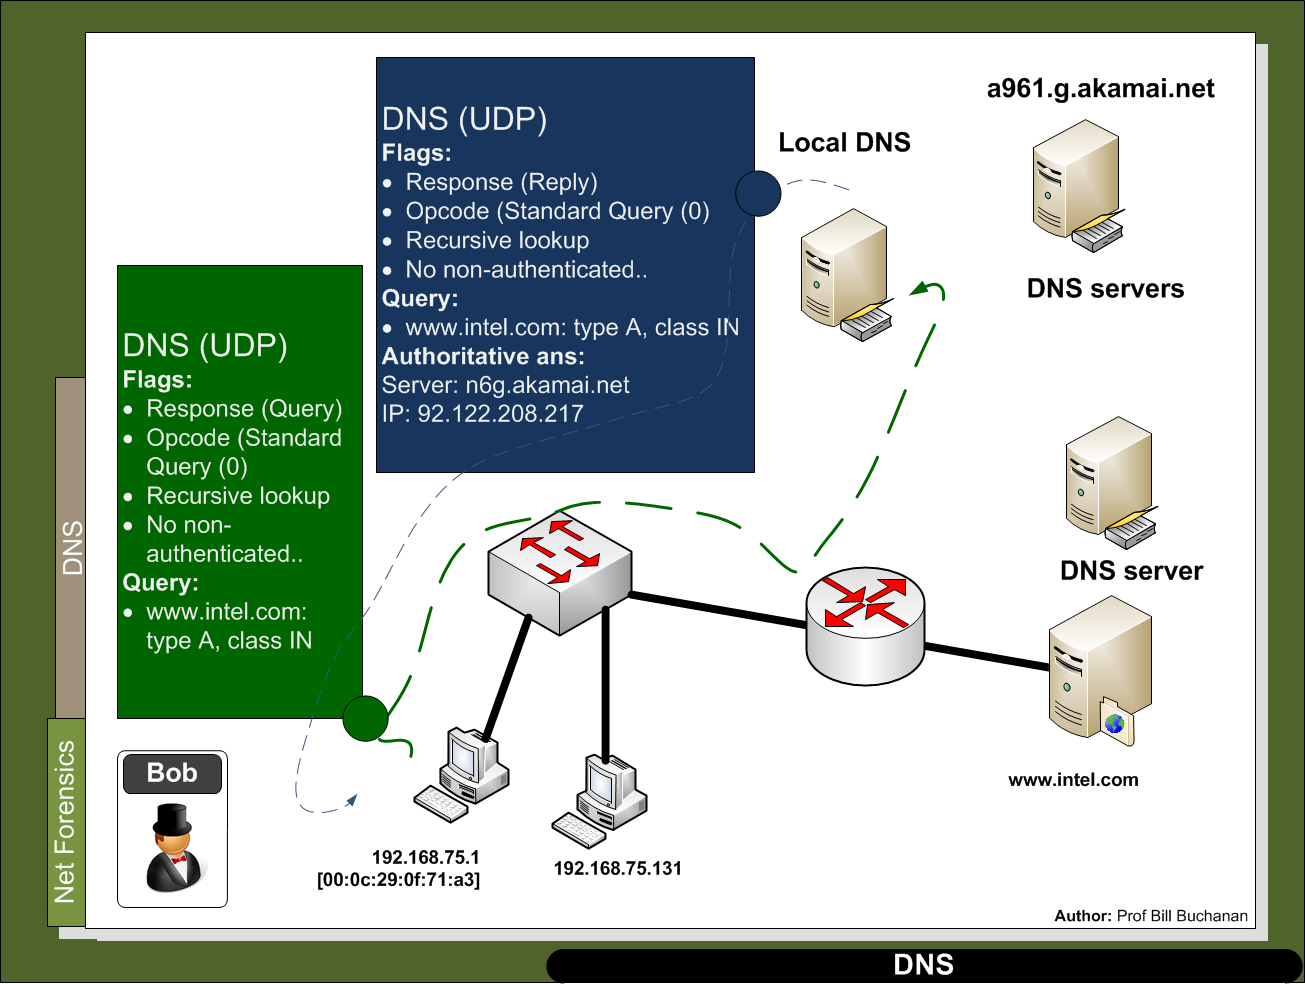 DNS (UDP)
Flags:
• Response (Reply)
• Opcode (Standard Query (0)
• Recursive lookup
• No non-authenticated..
Query:
• www.intel.com: type A, class IN
Authoritative ans:
Server: n6g.akamai.net
IP: 92.122.208.217
Local DNS
a961.g.akamai.net
DNS servers
DNS (UDP)
Flags:
• Response (Query)
• Opcode (Standard
Query (0)
• Recursive lookup
• No non-
authenticated..
Query:
• www.intel.com:
type A, class IN
DNS server
www.intel.com
DNS
Net Forensics
Bob
192.168.75.1
[00:0c:29:0f:71:a3]
192.168.75.131
Author: Prof Bill Buchanan
DNS